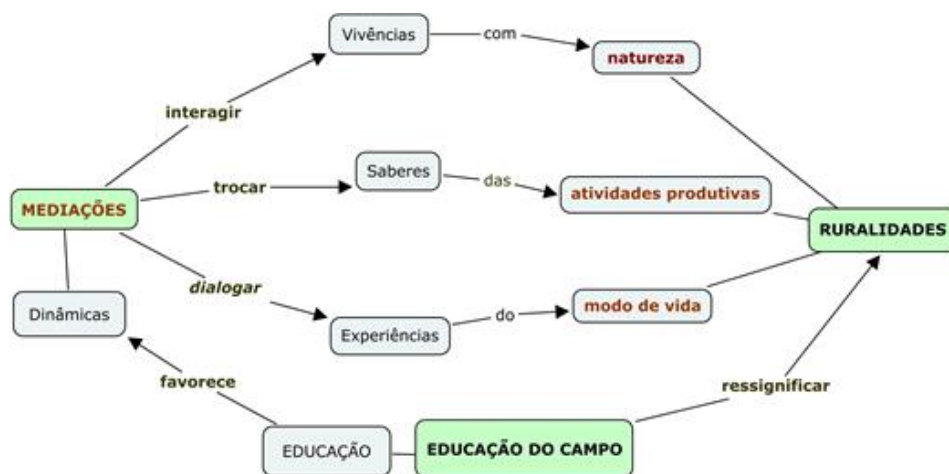 Vivências
com
natureza
interagir
Saberes
das
atividades produtivas
trocar
MEDIAÇÕES
RURALIDADES
dialogar
Dinâmicas
Experiências
do
modo de vida
favorece
ressignificar
EDUCAÇÃO
EDUCAÇÃO DO CAMPO